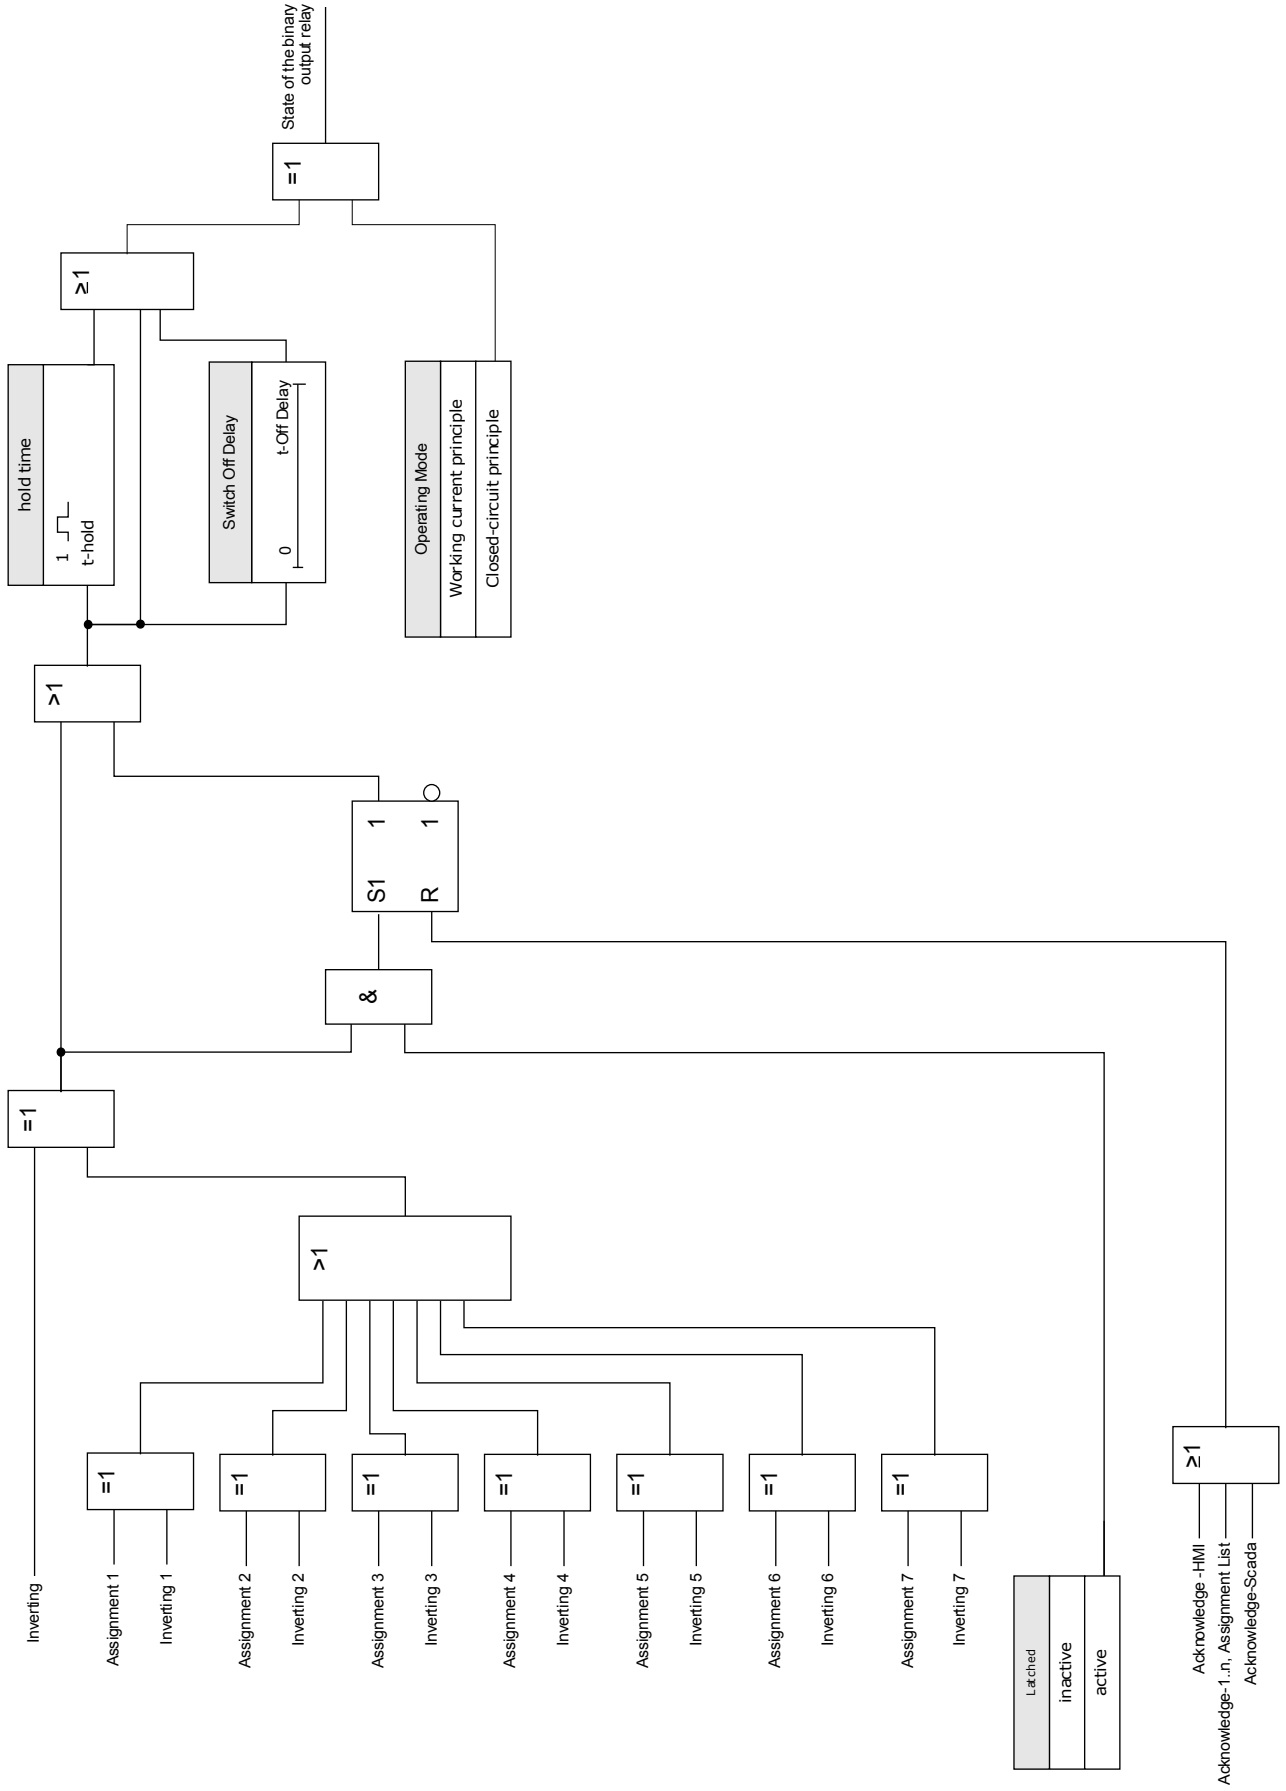 Inverting
Assignment 1
Inverting 1
Assignment 2
Inverting 2
Assignment 3
Inverting 3
Assignment 4
Inverting 4
Assignment 5
Inverting 5
Assignment 6
Inverting 6
Assignment 7
Inverting 7
=1
=1
=1
=1
=1
=1
=1
>1
=1
Latched
inactive
active
Acknowledge -HMI
Acknowledge-1..n, Assignment List
Acknowledge-Scada
≥1
&
S1 1
R 1
>1
hold time
1
t-hold
Switch Off Delay
0 t-Off Delay
Operating Mode
Working current principle
Closed-circuit principle
≥1
=1
State of the binary
output relay